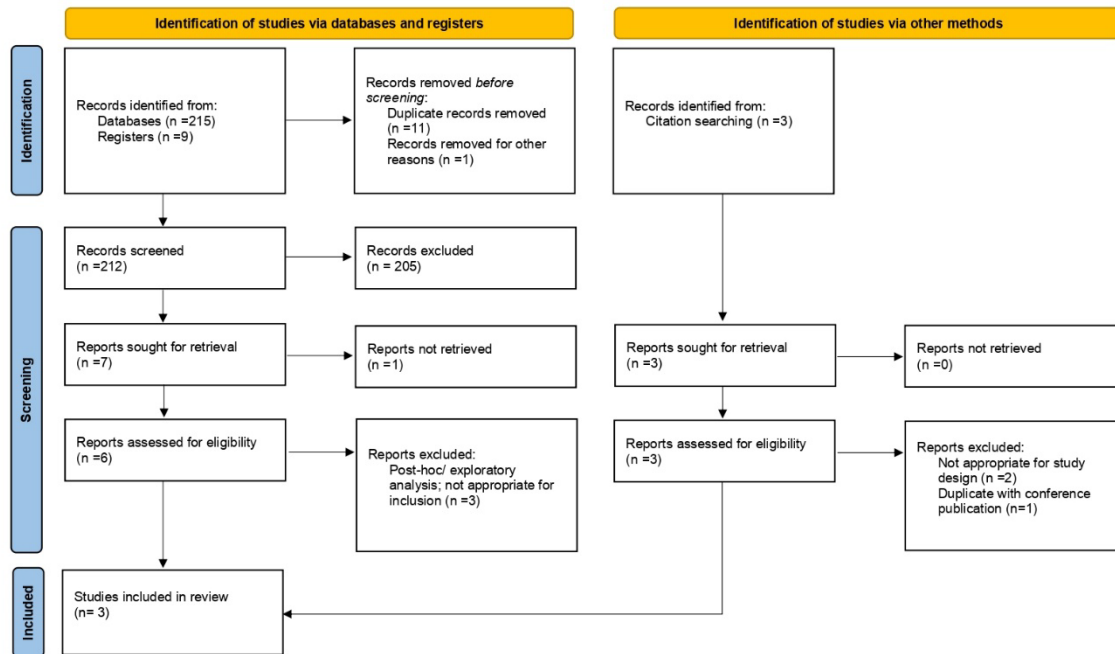 Identification of studies via databases and registers
Identification of studies via other methods
Identification
Records identified from:
Databases (n =215)
Registers (n =9)
Records removed before
screening:
Duplicate records removed
(n =11)
Records removed for other
reasons (n =1)
Records identified from:
Citation searching (n =3)
Screening
Records screened
(n =212)
Records excluded
(n = 205)
Reports sought for retrieval
(n =7)
Reports not retrieved
(n =1)
Reports sought for retrieval
(n =3)
Reports not retrieved
(n =0)
Reports assessed for eligibility
(n =6)
Reports excluded:
Post-hoc/ exploratory
analysis; not appropriate for
inclusion (n =3)
Reports assessed for eligibility
(n =3)
Reports excluded:
Not appropriate for study
design (n =2)
Duplicate with conference
publication (n=1)
Included
Studies included in review
(n= 3)